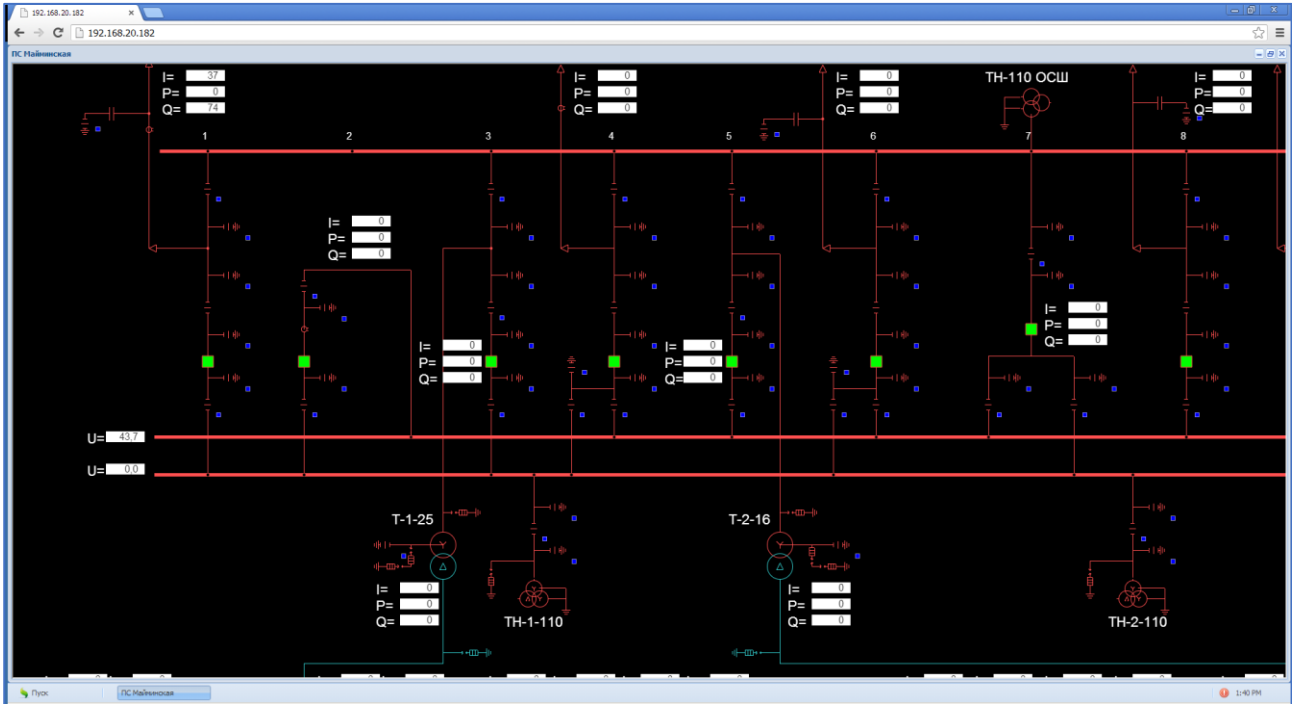 192.168.20.182
192.168.20.182
ПС Майминская
I= 37
P= 0
Q= 74
I= 0
P= 0
Q= 0
I= 0
P= 0
Q= 0
ТН-110 ОСШ
I= 0
P= 0
Q= 0
1 2 3 4 5 6 7 8
I= 0
P= 0
Q= 0
I= 0
P= 0
Q= 0
I= 0
P= 0
Q= 0
I= 0
P= 0
Q= 0
U= 43,7
U= 0,0
Т-1-25
Т-2-16
I= 0
P= 0
Q= 0
ТН-1-110
I= 0
P= 0
Q= 0
ТН-2-110
Пуск
ПС Майминская
1:40 PM